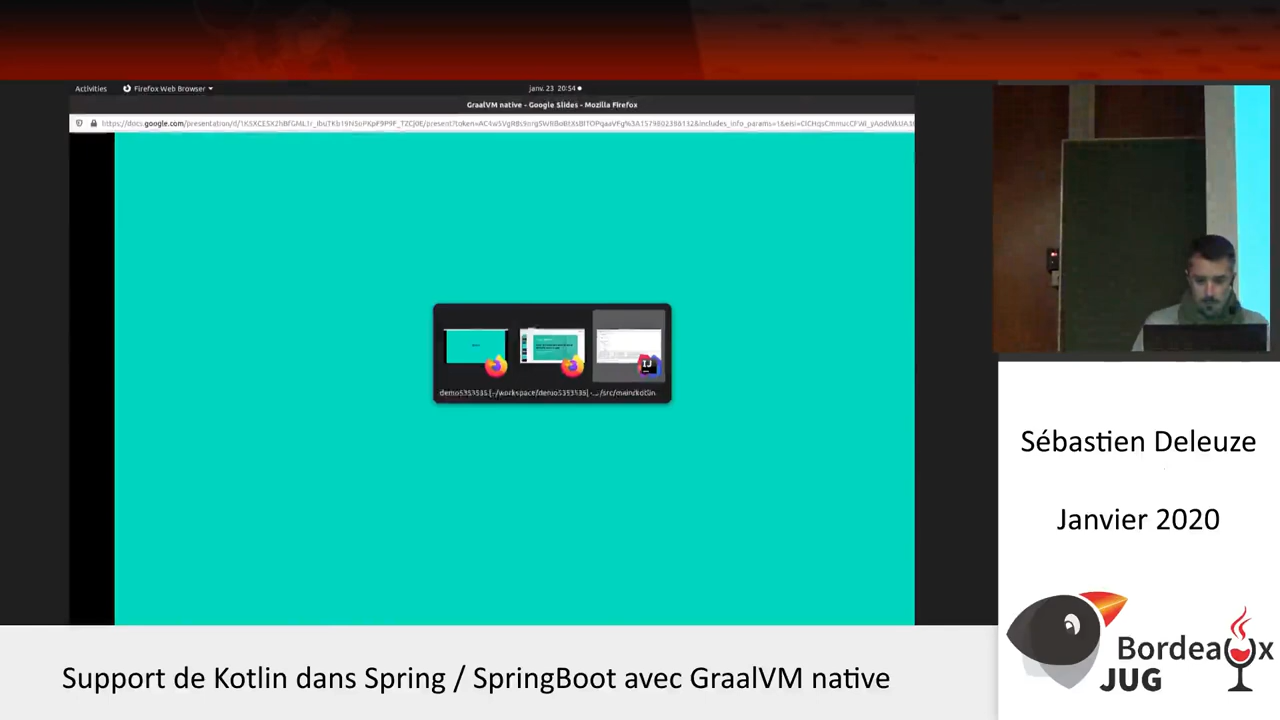 Activities
Firefox Web Browser
janv. 23 20:54
GraalVM native - Google Slides - Mozilla Firefox
IJ
Sébastien Deleuze
Janvier 2020
Bordeaux
JUG
Support de Kotlin dans Spring / SpringBoot avec GraalVM native